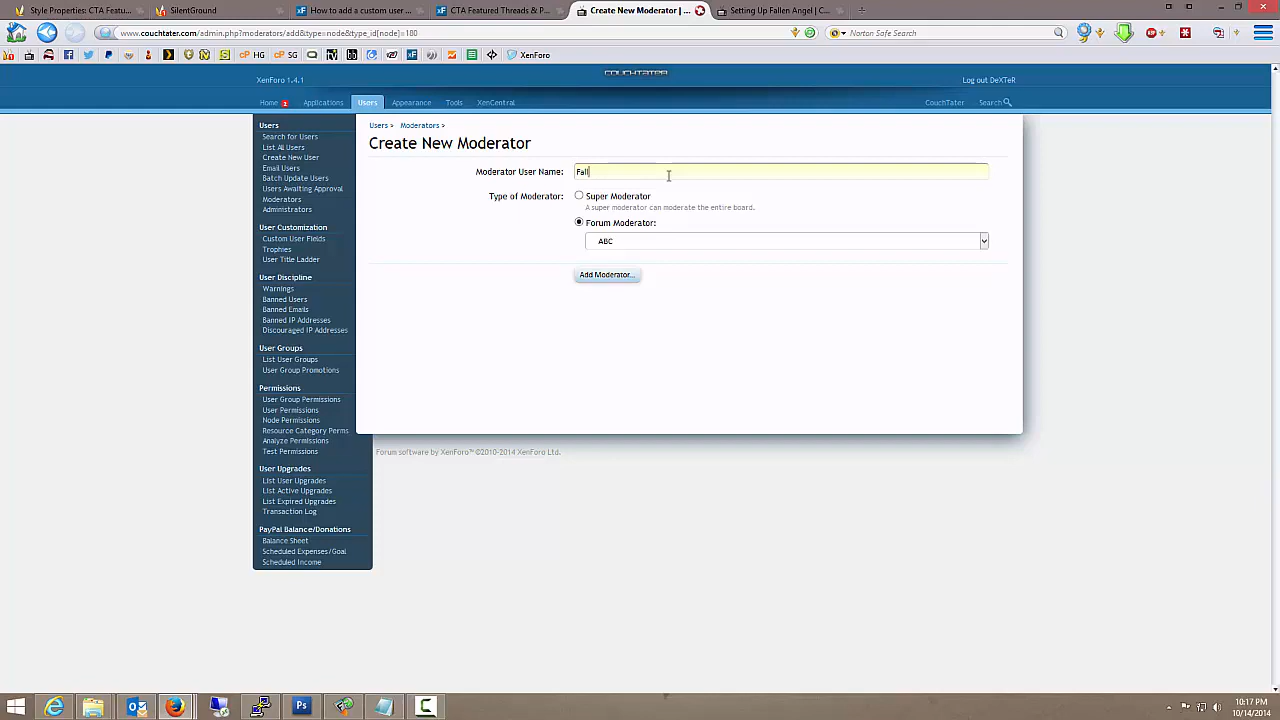 Style Properties: CTA Featu...
SilentGround
How to add a custom user ...
CTA Featured Threads & P...
Create New Moderator | ...
Setting Up Fallen Angel | C...
www.couchtater.com/admin.php?moderators/add&type=node&type_id[node]=180
Norton Safe Search
CP HG
CP SG
XenForo
XenForo 1.4.1
COUCHTATER
Log out DeXTeR
Home 2
Applications
Users
Appearance
Tools
XenCentral
CouchTater
Search
Users
Search for Users
List All Users
Create New User
Email Users
Batch Update Users
Users Awaiting Approval
Moderators
Administrators
User Customization
Custom User Fields
Trophies
User Title Ladder
User Discipline
Warnings
Banned Users
Banned Emails
Banned IP Addresses
Discouraged IP Addresses
User Groups
List User Groups
User Group Promotions
Permissions
User Group Permissions
User Permissions
Node Permissions
Resource Category Perms
Analyze Permissions
Test Permissions
User Upgrades
List User Upgrades
List Active Upgrades
List Expired Upgrades
Transaction Log
PayPal Balance/Donations
Balance Sheet
Scheduled Expenses/Goal
Scheduled Income
Users > Moderators >
Create New Moderator
Moderator User Name: Fall
Type of Moderator: Super Moderator
A super moderator can moderate the entire board.
Forum Moderator:
ABC
Add Moderator...
Forum software by XenForo™ ©2010-2014 XenForo Ltd.
Ps
10:17 PM
10/14/2014